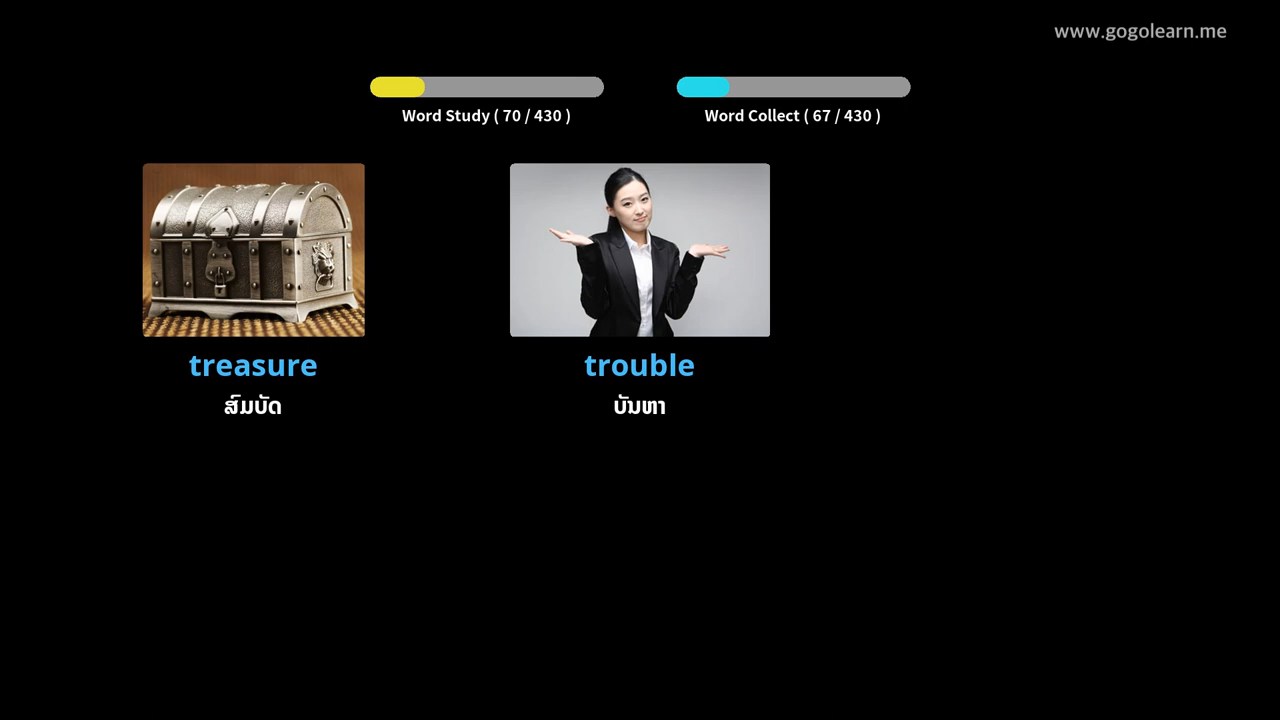 www.gogolearn.me
Word Study ( 70 / 430 )
Word Collect ( 67 / 430 )
treasure
ສົມບັດ
trouble
ບັນຫາ